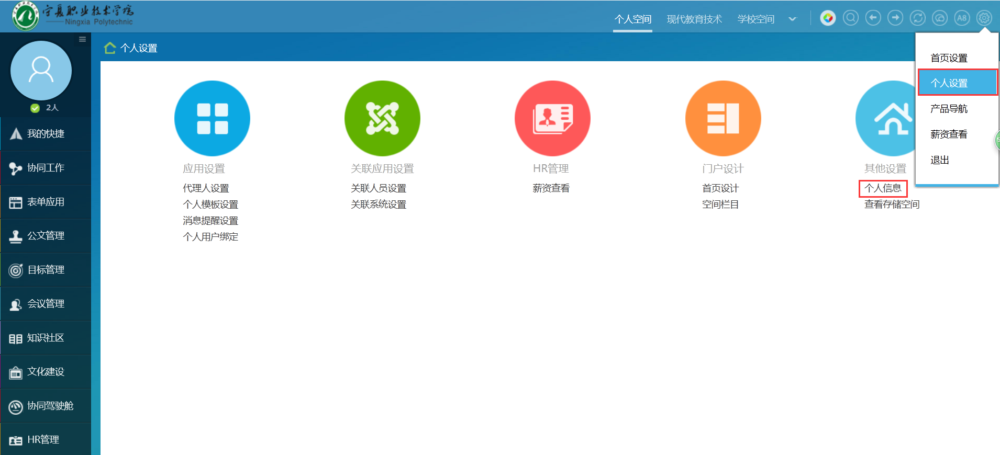 宁夏职业技术学院
Ningxia Polytechnic
个人空间
现代教育技术
学校空间
A8
个人设置
2人
我的快捷
协同工作
表单应用
公文管理
目标管理
会议管理
知识社区
文化建设
协同驾驶舱
HR管理
应用设置
代理人设置
个人模板设置
消息提醒设置
个人用户绑定
关联应用设置
关联人员设置
关联系统设置
HR管理
薪资查看
门户设计
首页设计
空间栏目
其他设置
个人信息
查看存储空间
首页设置
个人设置
产品导航
薪资查看
退出